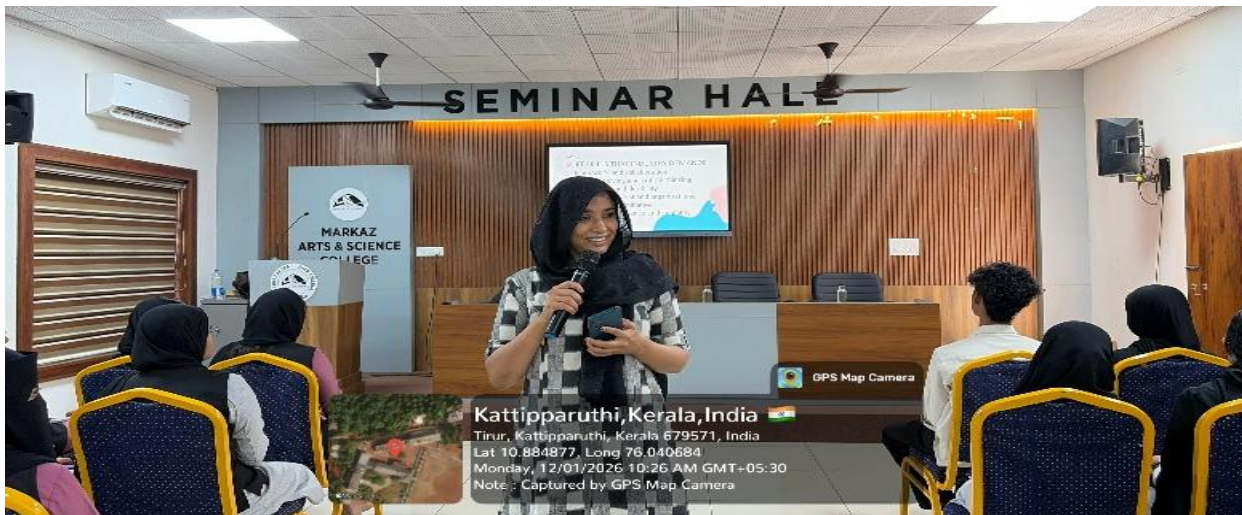 SEMINAR HALL
MARKAZ
ARTS & SCIENCE
COLLEGE
GPS Map Camera
Kattipparuthi,Kerala,India
Tirur, Kattipparuthi, Kerala 679571, India
Lat 10.884877, Long 76.040684
Monday, 12/01/2026 10:26 AM GMT+05:30
Note : Captured by GPS Map Camera